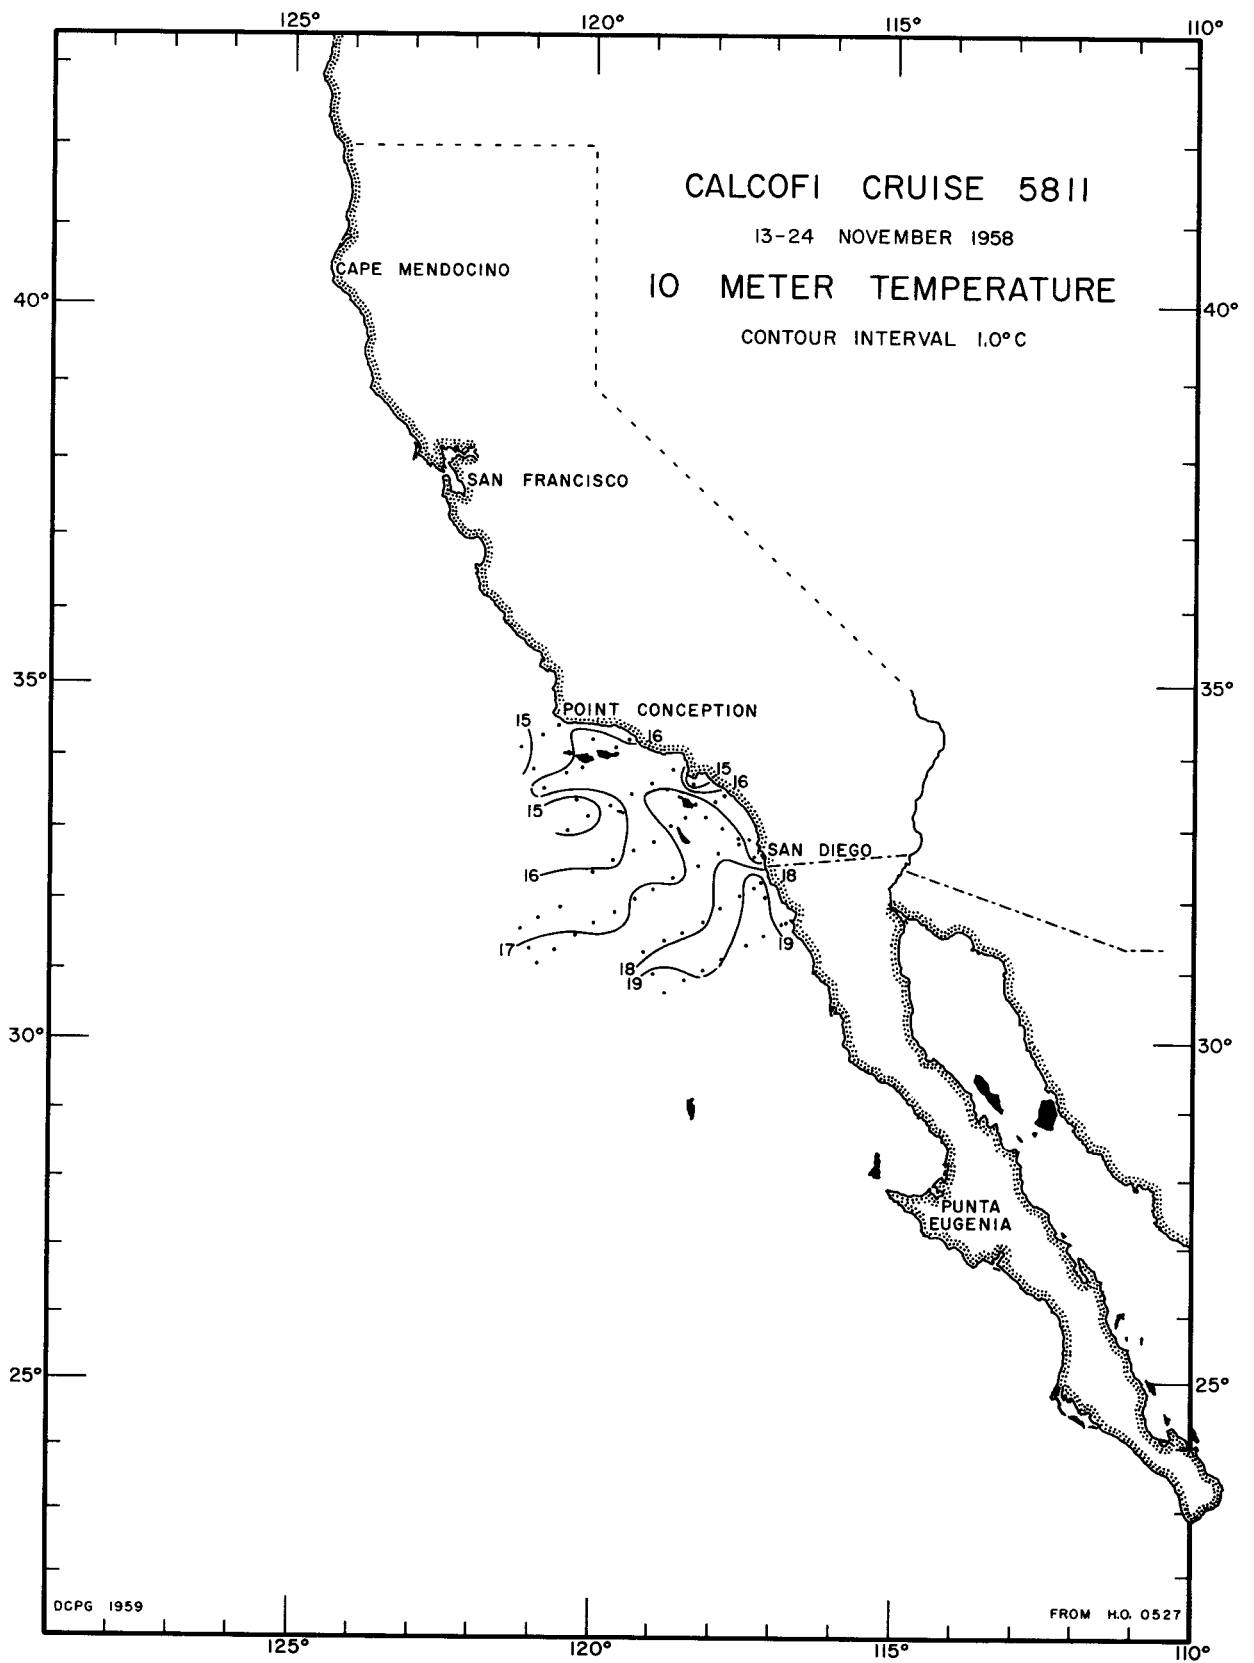 125° 120° 115° 110°
CALCOFI CRUISE 5811
13-24 NOVEMBER 1958
10 METER TEMPERATURE
CONTOUR INTERVAL 1.0°C
CAPE MENDOCINO
40° 40°
SAN FRANCISCO
35° 35°
POINT CONCEPTION
15
16
15
16
15
SAN DIEGO
16
18
17
19
18
19
30° 30°
PUNTA
EUGENIA
25° 25°
DCPG 1959
FROM H.O. 0527
125° 120° 115° 110°